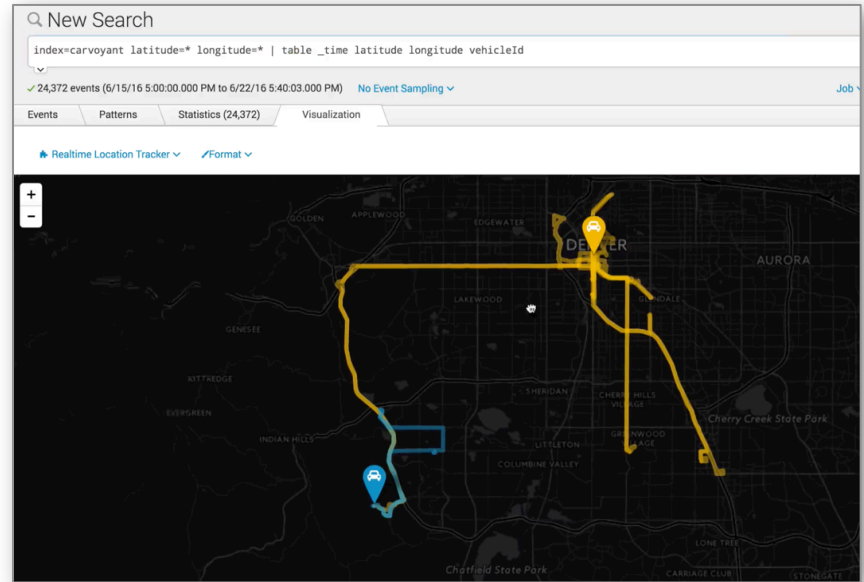 New Search
index=carvoyant latitude=* longitude=* | table _time latitude longitude vehicleId
24,372 events (6/15/16 5:00:00.000 PM to 6/22/16 5:40:03.000 PM) No Event Sampling Job
Events Patterns Statistics (24,372) Visualization
Realtime Location Tracker Format
+
−
GOLDEN APPLEWOOD
EDGEWATER
DENVER
AURORA
LAKEWOOD GLENDALE
GENESEE
KITTREDGE
SHERIDAN CHERRY HILLS
VILLAGE
EVERGREEN
Cherry Creek State Park
INDIAN HILLS LITTLETON GREENWOOD
VILLAGE
COLUMBINE VALLEY
LONE TREE
Chatfield State Park CARRIAGE CLUB STONEGATE